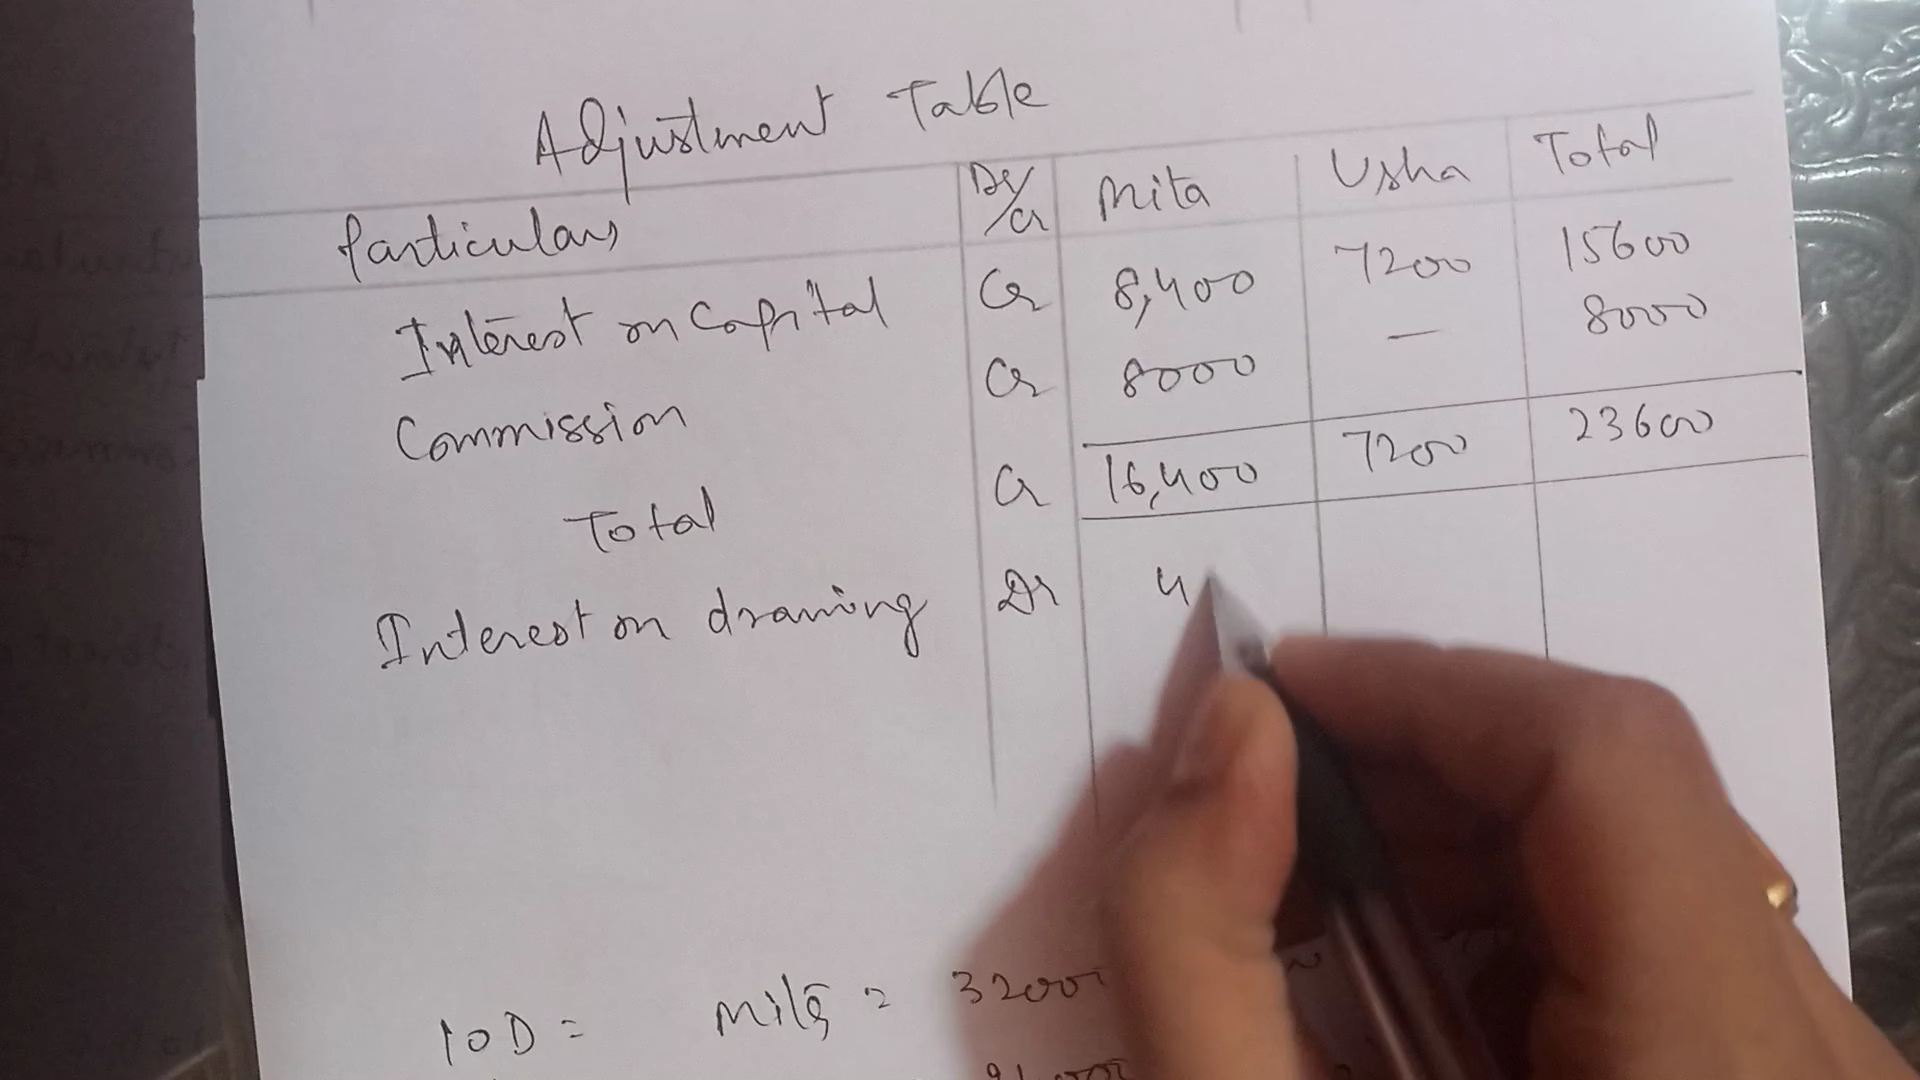 Adjustment Table
Particulars Dr/Cr Mita Usha Total
Interest on Capital Cr 8,400 7200 15600
Commission Cr 8000 — 8000
Total Cr 16,400 7200 23600
Interest on drawing Dr 4
IOD = Mita = 3200